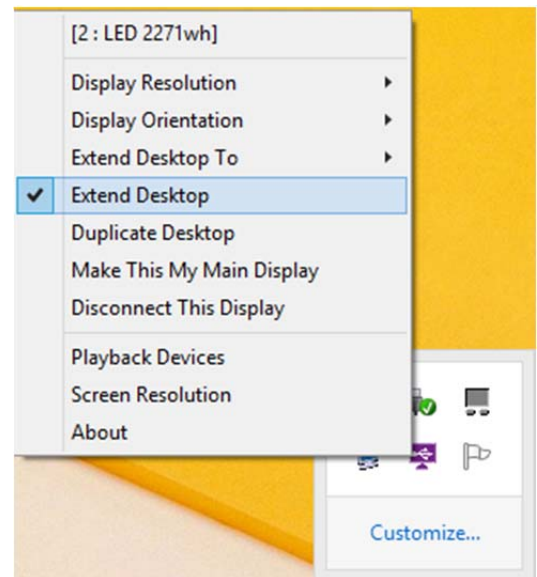 [2 : LED 2271wh]
Display Resolution
Display Orientation
Extend Desktop To
Extend Desktop
Duplicate Desktop
Make This My Main Display
Disconnect This Display
Playback Devices
Screen Resolution
About
Customize...